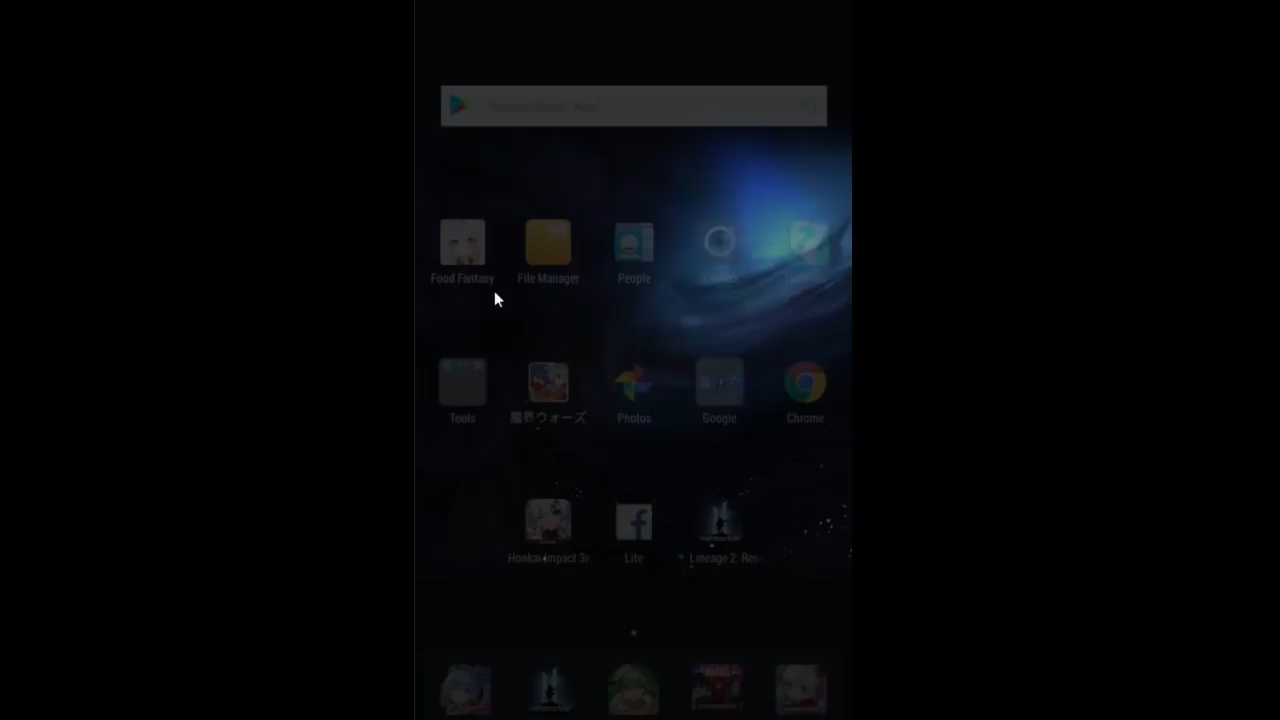 Food Fantasy
File Manager
People
Tools
魔界ウォーズ
Photos
Google
Chrome
Honkai Impact 3r
Lite
Lineage 2: Rev